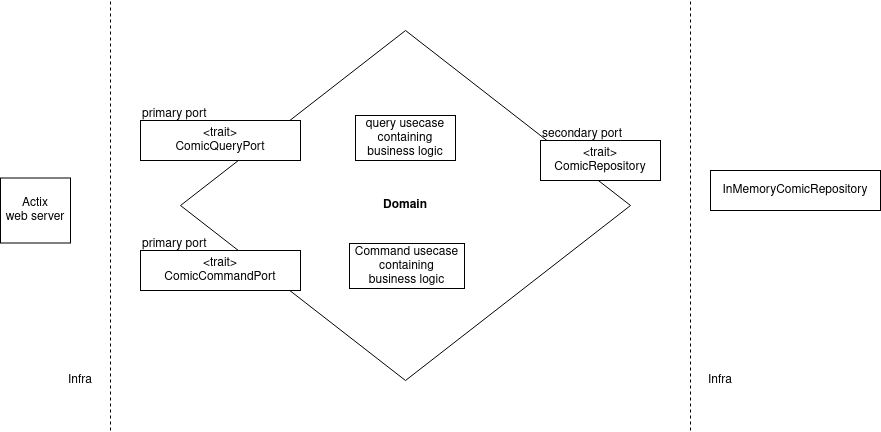 primary port
<trait>
ComicQueryPort
query usecase
containing
business logic
secondary port
<trait>
ComicRepository
Actix
web server
Domain
InMemoryComicRepository
primary port
<trait>
ComicCommandPort
Command usecase
containing
business logic
Infra
Infra